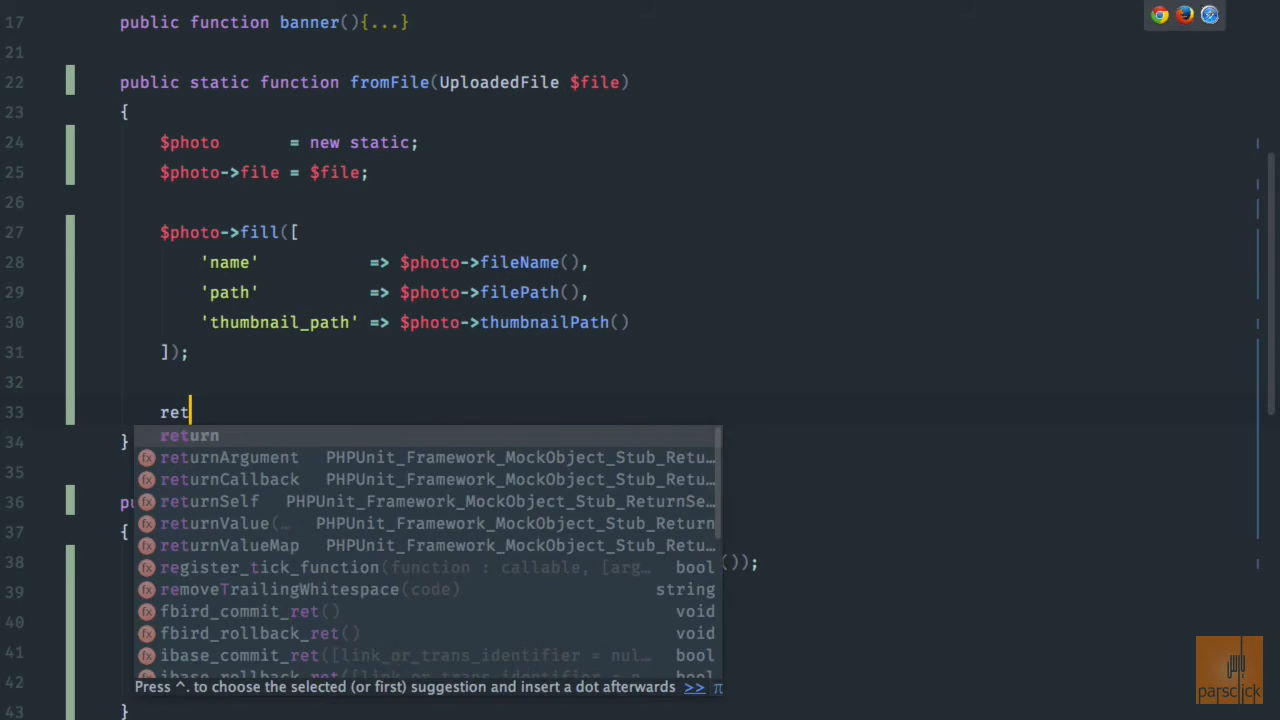 17 public function banner(){...}
21
22 public static function fromFile(UploadedFile $file)
23 {
24 $photo = new static;
25 $photo->file = $file;
26
27 $photo->fill([
28 'name' => $photo->fileName(),
29 'path' => $photo->filePath(),
30 'thumbnail_path' => $photo->thumbnailPath()
31 ]);
32
33 ret
return
34 }
returnArgument PHPUnit_Framework_MockObject_Stub_Retu…
35
returnCallback PHPUnit_Framework_MockObject_Stub_Retu…
36 pu
returnSelf PHPUnit_Framework_MockObject_Stub_ReturnSe…
37 {
returnValue(… PHPUnit_Framework_MockObject_Stub_Return
returnValueMap PHPUnit_Framework_MockObject_Stub_Retu…
38 ());
register_tick_function(function : callable, [arg… bool
39
removeTrailingWhitespace(code) string
40
fbird_commit_ret() void
fbird_rollback_ret() void
41
ibase_commit_ret([link_or_trans_identifier = nul… bool
42
ibase_rollback_ret([link_or_trans_identifier = n… bool
Press ^. to choose the selected (or first) suggestion and insert a dot afterwards >> π
43 }
parsclick